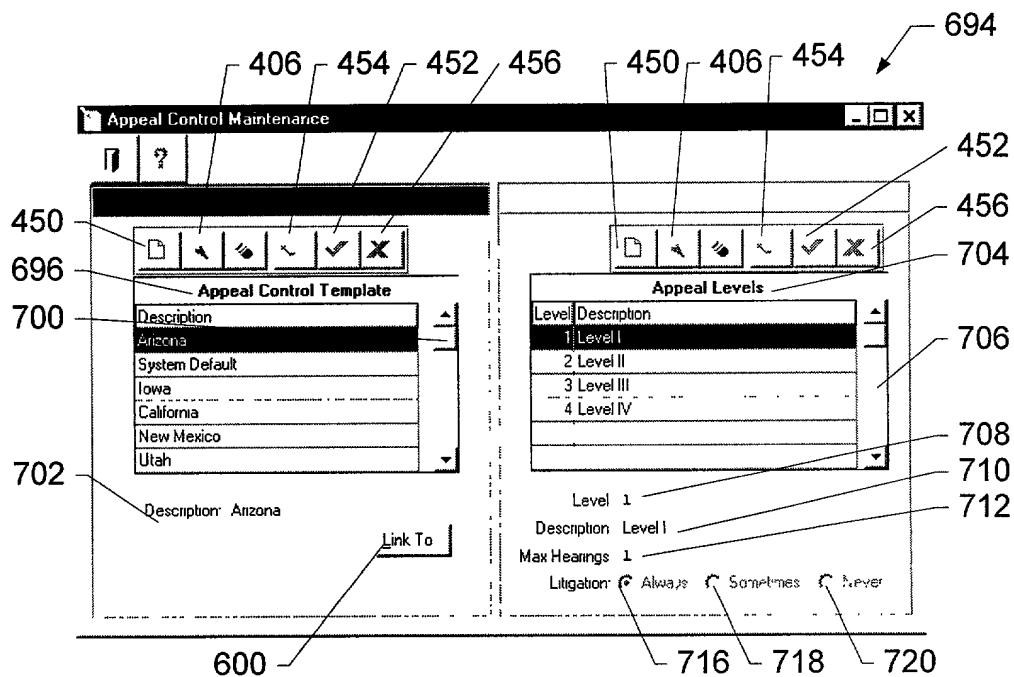 694
406 454 452 456 450 406 454
Appeal Control Maintenance
?
452
450
456
696
704
Appeal Control Template
Appeal Levels
700
Description
Level Description
Arizona
1 Level I
706
System Default
2 Level II
Iowa
3 Level III
California
4 Level IV
New Mexico
Utah
708
702
710
Level 1
Description: Arizona
712
Description Level I
Link To
Max Hearings 1
Litigation: Always Sometimes Never
600
716 718 720